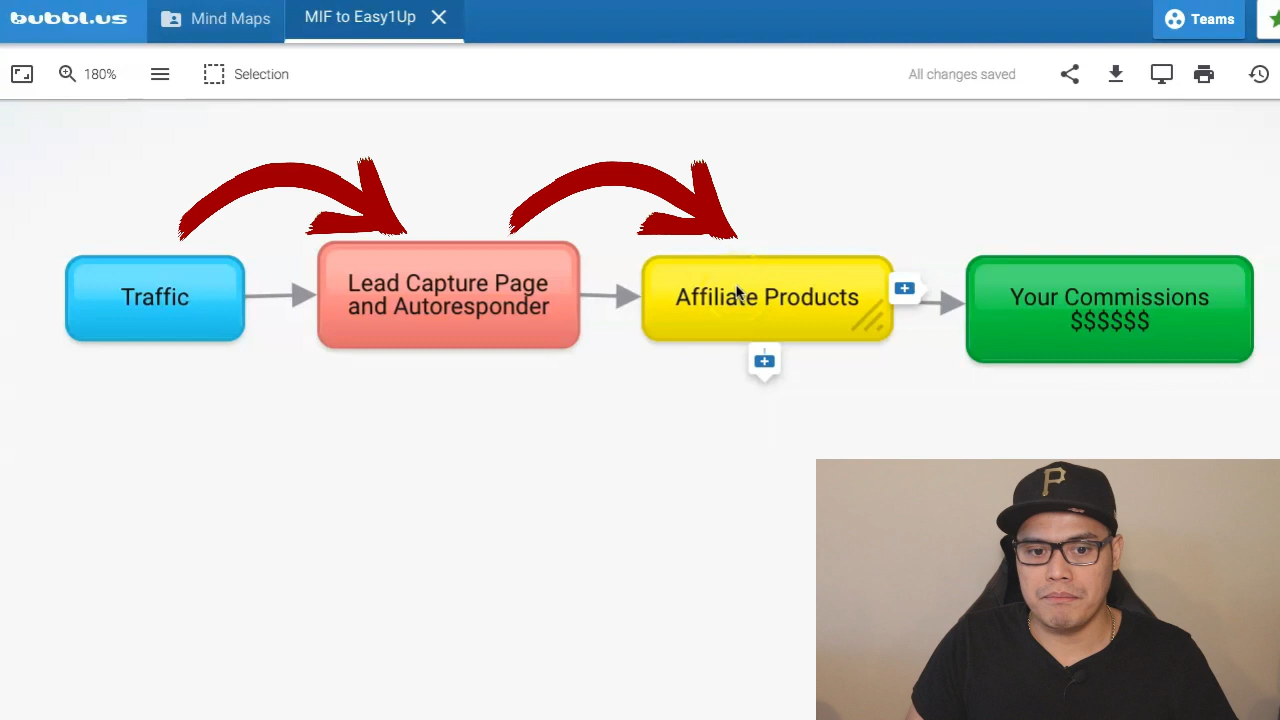 bubbl.us
Mind Maps
MIF to Easy1Up
Teams
180%
Selection
All changes saved
Traffic
Lead Capture Page
and Autoresponder
Affiliate Products
Your Commissions
$$$$$$
P